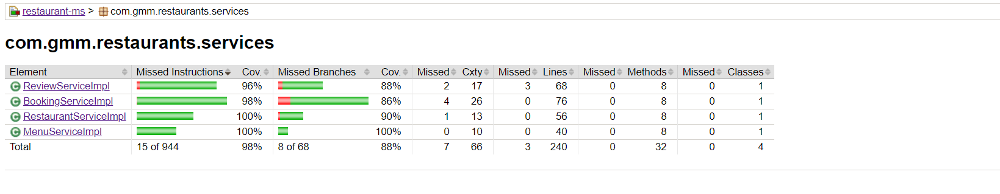 restaurant-ms > com.gmm.restaurants.services
com.gmm.restaurants.services
Element Missed Instructions Cov. Missed Branches Cov. Missed Cxty Missed Lines Missed Methods Missed Classes
ReviewServiceImpl 96% 88% 2 17 3 68 0 8 0 1
BookingServiceImpl 98% 86% 4 26 0 76 0 8 0 1
RestaurantServiceImpl 100% 90% 1 13 0 56 0 8 0 1
MenuServiceImpl 100% 100% 0 10 0 40 0 8 0 1
Total 15 of 944 98% 8 of 68 88% 7 66 3 240 0 32 0 4